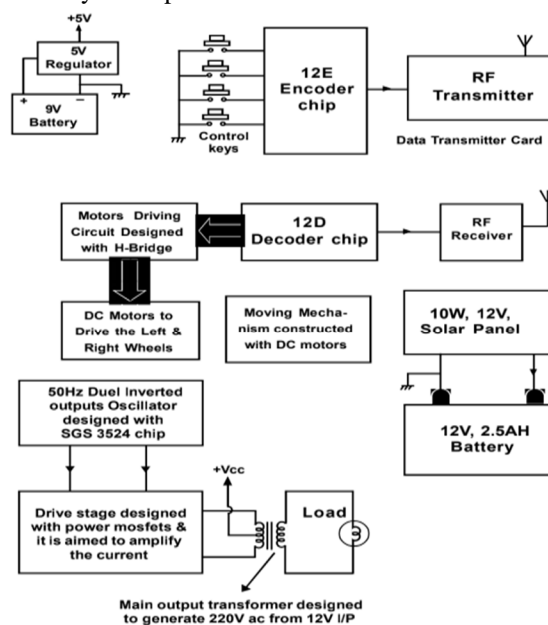 +5V
5V
Regulator
+ −
9V
Battery
Control
keys
12E
Encoder
chip
RF
Transmitter
Data Transmitter Card
Motors Driving
Circuit Designed
with H-Bridge
12D
Decoder chip
RF
Receiver
DC Motors to
Drive the Left &
Right Wheels
Moving Mecha-
nism constructed
with DC motors
10W, 12V,
Solar Panel
12V, 2.5AH
Battery
50Hz Duel Inverted
outputs Oscillator
designed with
SGS 3524 chip
+Vcc
Drive stage designed
with power mosfets &
it is aimed to amplify
the current
Load
Main output transformer designed
to generate 220V ac from 12V I/P